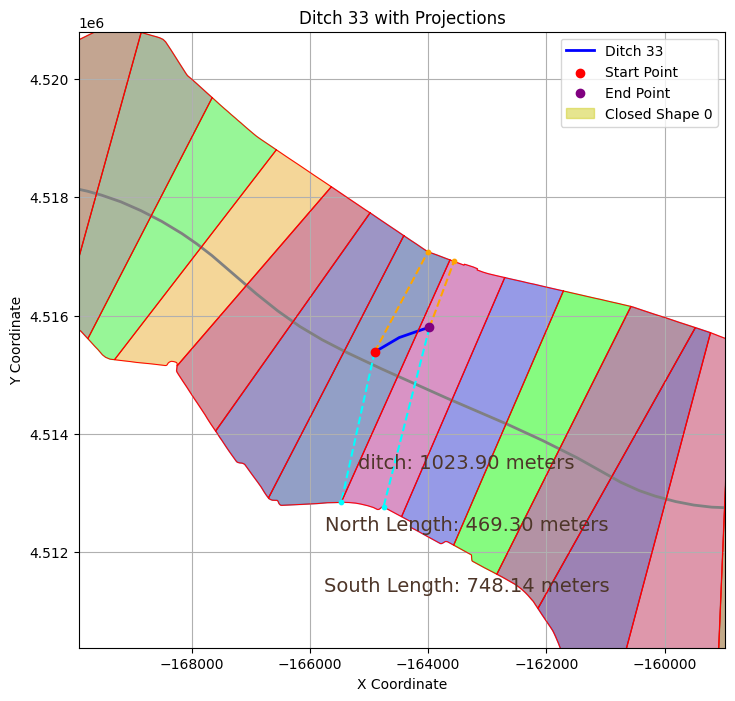 Ditch 33 with Projections
1e6
Ditch 33
Start Point
End Point
Closed Shape 0
4.520
4.518
4.516
4.514
4.512
Y Coordinate
ditch: 1023.90 meters
North Length: 469.30 meters
South Length: 748.14 meters
−168000
−166000
−164000
−162000
−160000
X Coordinate